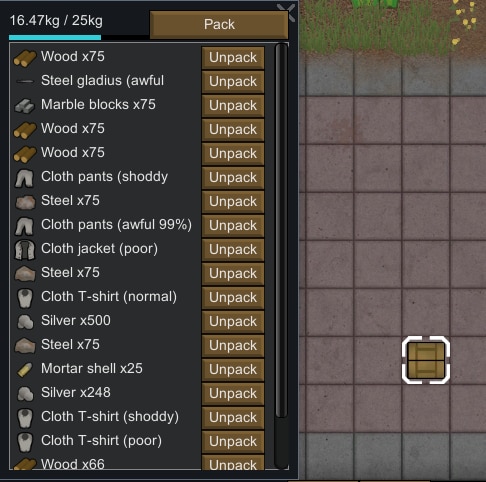 16.47kg / 25kg
Pack
Wood x75
Unpack
Steel gladius (awful
Unpack
Marble blocks x75
Unpack
Wood x75
Unpack
Wood x75
Unpack
Cloth pants (shoddy
Unpack
Steel x75
Unpack
Cloth pants (awful 99%)
Unpack
Cloth jacket (poor)
Unpack
Steel x75
Unpack
Cloth T-shirt (normal)
Unpack
Silver x500
Unpack
Steel x75
Unpack
Mortar shell x25
Unpack
Silver x248
Unpack
Cloth T-shirt (shoddy)
Unpack
Cloth T-shirt (poor)
Unpack
Wood x66
Unpack